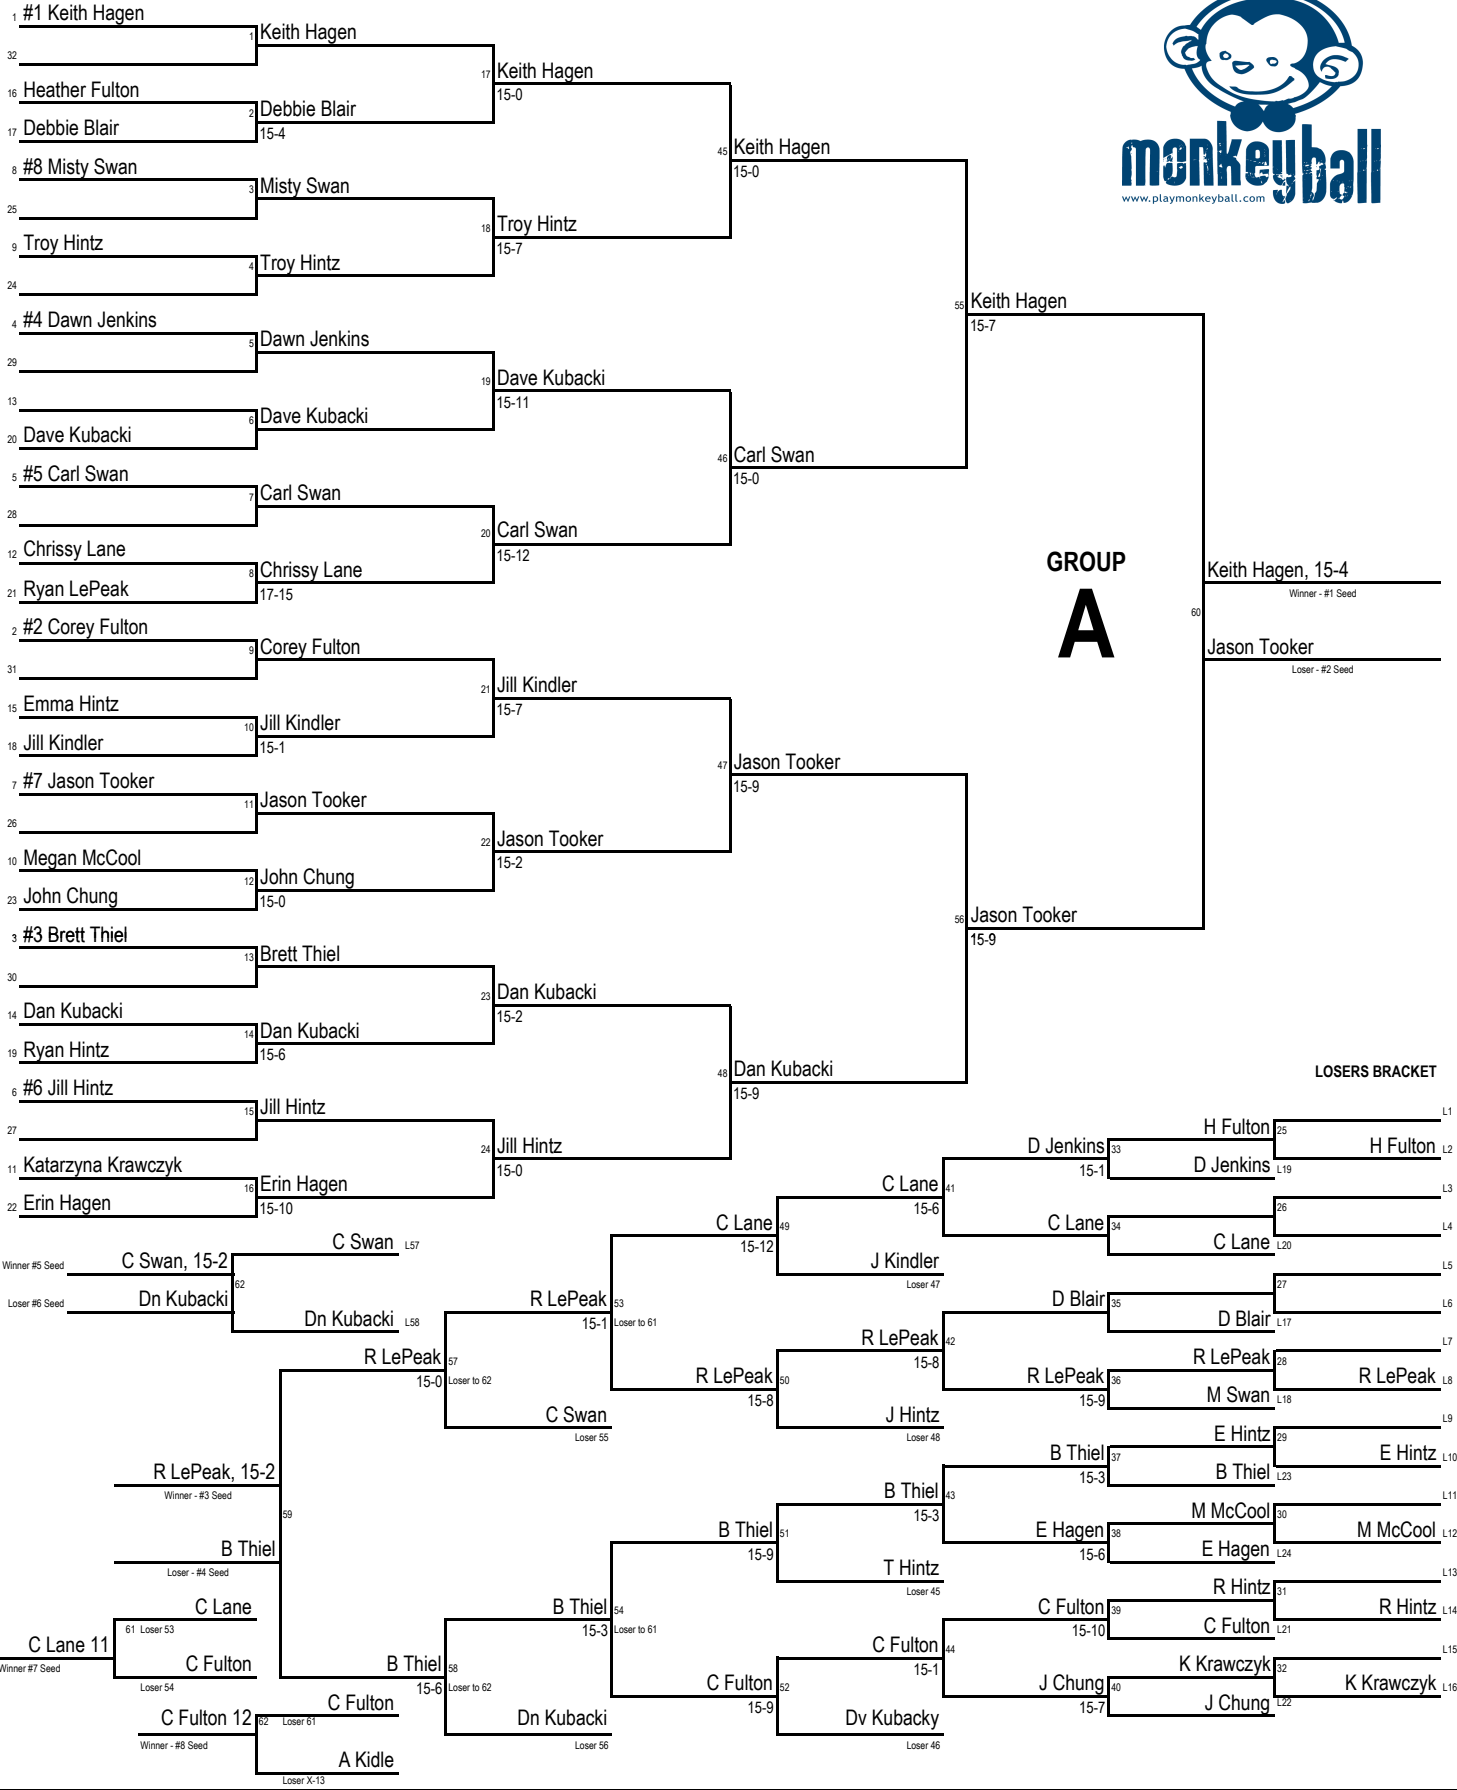 1 #1 Keith Hagen
32
1 Keith Hagen
16 Heather Fulton
17 Debbie Blair
2 Debbie Blair
15-4
17 Keith Hagen
15-0
8 #8 Misty Swan
25
3 Misty Swan
9 Troy Hintz
24
4 Troy Hintz
18 Troy Hintz
15-7
45 Keith Hagen
15-0
4 #4 Dawn Jenkins
29
5 Dawn Jenkins
13
20 Dave Kubacki
6 Dave Kubacki
19 Dave Kubacki
15-11
5 #5 Carl Swan
28
7 Carl Swan
12 Chrissy Lane
21 Ryan LePeak
8 Chrissy Lane
17-15
20 Carl Swan
15-12
46 Carl Swan
15-0
55 Keith Hagen
15-7
2 #2 Corey Fulton
31
9 Corey Fulton
15 Emma Hintz
18 Jill Kindler
10 Jill Kindler
15-1
21 Jill Kindler
15-7
7 #7 Jason Tooker
26
11 Jason Tooker
10 Megan McCool
23 John Chung
12 John Chung
15-0
22 Jason Tooker
15-2
47 Jason Tooker
15-9
3 #3 Brett Thiel
30
13 Brett Thiel
14 Dan Kubacki
19 Ryan Hintz
14 Dan Kubacki
15-6
23 Dan Kubacki
15-2
6 #6 Jill Hintz
27
15 Jill Hintz
11 Katarzyna Krawczyk
22 Erin Hagen
16 Erin Hagen
15-10
24 Jill Hintz
15-0
48 Dan Kubacki
15-9
56 Jason Tooker
15-9
monkeyball
www.playmonkeyball.com
GROUP
A
60
Keith Hagen, 15-4
Winner - #1 Seed
Jason Tooker
Loser - #2 Seed
LOSERS BRACKET
L1
H Fulton L2
H Fulton 25
D Jenkins L19
D Jenkins 33
15-1
L3
L4
26
C Lane L20
C Lane 34
C Lane 41
15-6
J Kindler
Loser 47
C Lane 49
15-12
L5
L6
27
D Blair L17
D Blair 35
L7
R LePeak L8
R LePeak 28
M Swan L18
R LePeak 36
15-9
R LePeak 42
15-8
J Hintz
Loser 48
R LePeak 50
15-8
R LePeak 53
15-1 Loser to 61
C Swan
Loser 55
R LePeak 57
15-0 Loser to 62
L9
E Hintz L10
E Hintz 29
B Thiel L23
B Thiel 37
15-3
L11
M McCool L12
M McCool 30
E Hagen L24
E Hagen 38
15-6
B Thiel 43
15-3
T Hintz
Loser 45
B Thiel 51
15-9
L13
R Hintz L14
R Hintz 31
C Fulton L21
C Fulton 39
15-10
L15
K Krawczyk L16
K Krawczyk 32
J Chung L22
J Chung 40
15-7
C Fulton 44
15-1
Dv Kubacky
Loser 46
C Fulton 52
15-9
B Thiel 54
15-3 Loser to 61
Dn Kubacki
Loser 56
B Thiel 58
15-6 Loser to 62
C Swan L57
Dn Kubacki L58
62
Winner #5 Seed C Swan, 15-2
Loser #6 Seed Dn Kubacki
R LePeak, 15-2
Winner - #3 Seed
59
B Thiel
Loser - #4 Seed
C Lane
61 Loser 53
C Fulton
Loser 54
C Lane 11
Winner #7 Seed
C Fulton
62 Loser 61
A Kidle
Loser X-13
C Fulton 12
Winner - #8 Seed